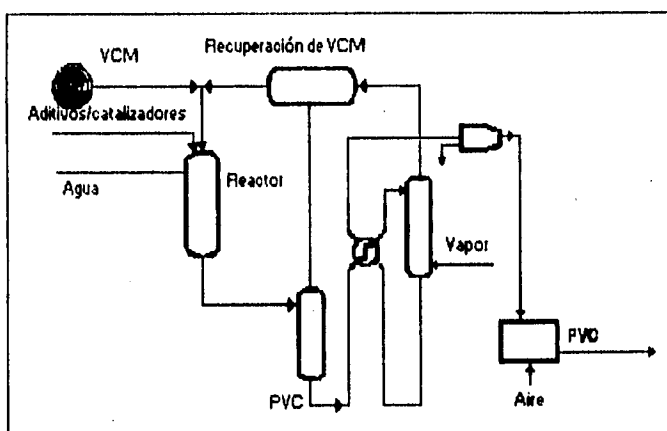 Recuperación de VCM
VCM
Aditivos/catalizadores
Reactor
Agua
Vapor
PVC
PVC
Aire